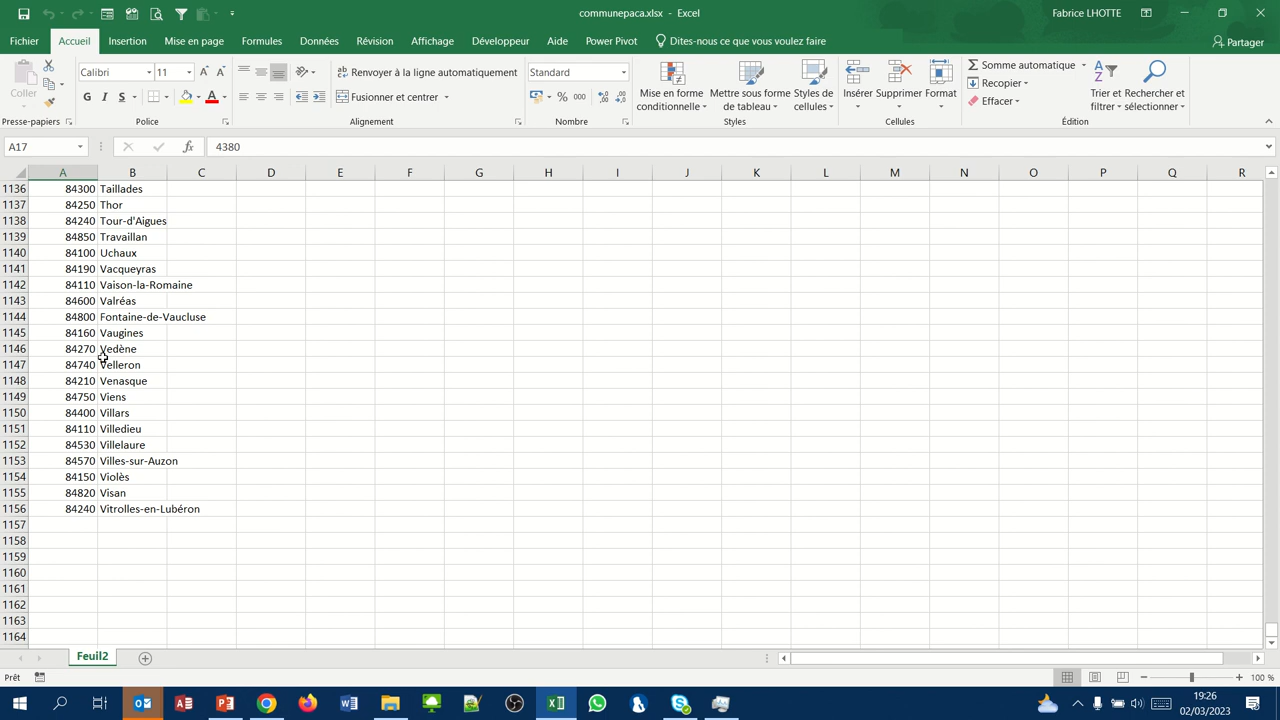 communepaca.xlsx - Excel
Fabrice LHOTTE
Fichier Accueil Insertion Mise en page Formules Données Révision Affichage Développeur Aide Power Pivot Dites-nous ce que vous voulez faire Partager
Coller
Presse-papiers
Calibri 11
G I S
Police
Renvoyer à la ligne automatiquement
Fusionner et centrer
Alignement
Standard
% 000
Nombre
Mise en forme conditionnelle
Mettre sous forme de tableau
Styles de cellules
Styles
Insérer Supprimer Format
Cellules
Somme automatique
Recopier
Effacer
Trier et filtrer
Rechercher et sélectionner
Édition
A17 fx 4380
A B C D E F G H I J K L M N O P Q R
1136 84300 Taillades
1137 84250 Thor
1138 84240 Tour-d'Aigues
1139 84850 Travaillan
1140 84100 Uchaux
1141 84190 Vacqueyras
1142 84110 Vaison-la-Romaine
1143 84600 Valréas
1144 84800 Fontaine-de-Vaucluse
1145 84160 Vaugines
1146 84270 Vedène
1147 84740 Velleron
1148 84210 Venasque
1149 84750 Viens
1150 84400 Villars
1151 84110 Villedieu
1152 84530 Villelaure
1153 84570 Villes-sur-Auzon
1154 84150 Violès
1155 84820 Visan
1156 84240 Vitrolles-en-Lubéron
1157
1158
1159
1160
1161
1162
1163
1164
Feuil2
Prêt
100 %
19:26
02/03/2023